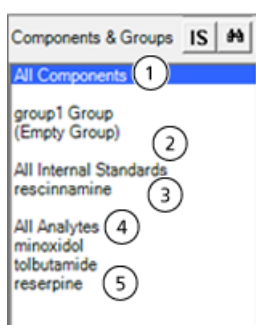 Components & Groups IS
All Components 1
group1 Group
(Empty Group)
2
All Internal Standards
rescinnamine 3
All Analytes 4
minoxidol
tolbutamide
reserpine 5